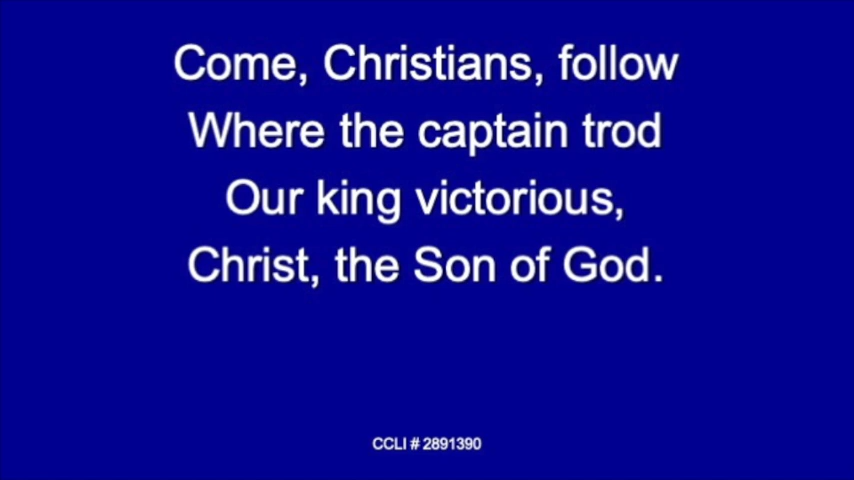 Come, Christians, follow
Where the captain trod
Our king victorious,
Christ, the Son of God.
CCLI # 2891390